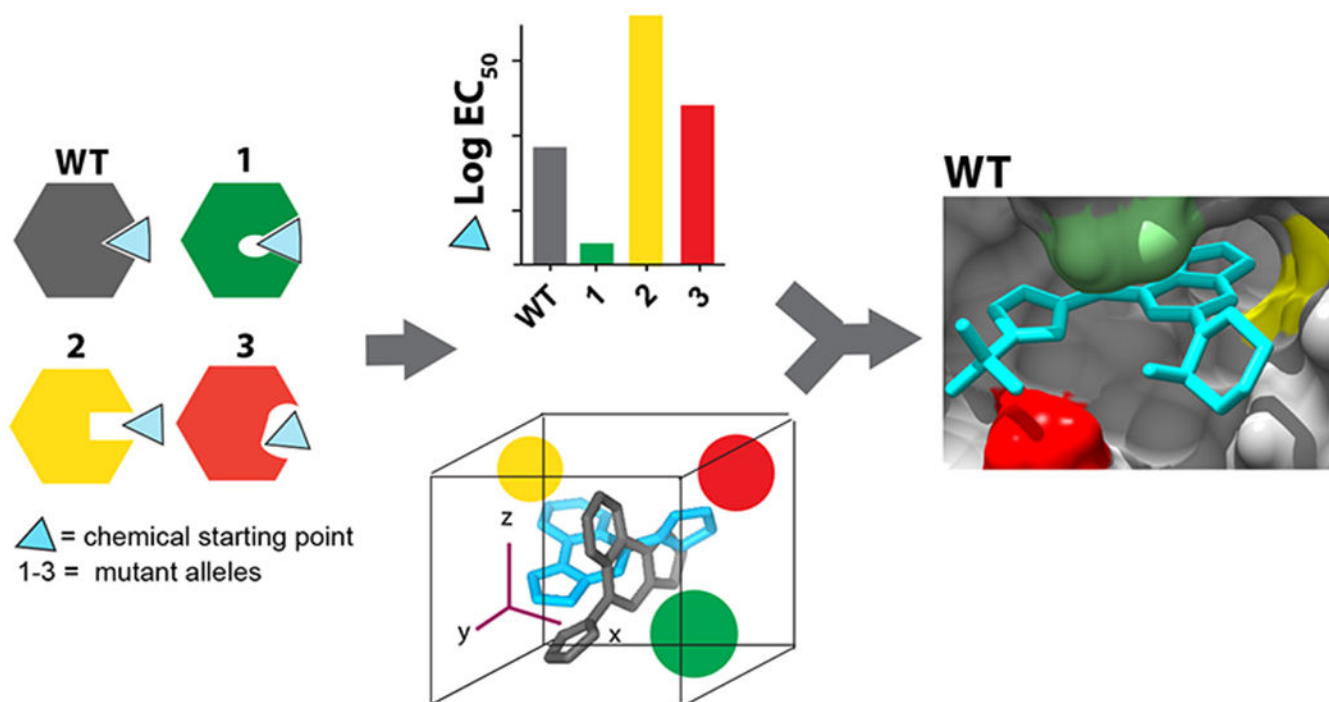 WT
1
2
3
= chemical starting point
1-3 = mutant alleles
Log EC50
WT
1
2
3
z
y
x
WT